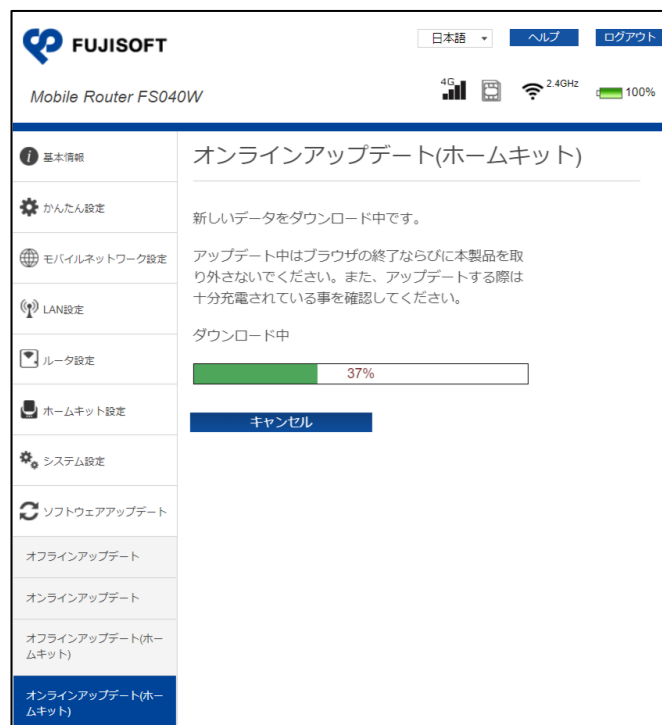 FUJISOFT
日本語
ヘルプ
ログアウト
Mobile Router FS040W
4G
2.4GHz
100%
基本情報
かんたん設定
モバイルネットワーク設定
LAN設定
ルータ設定
ホームキット設定
システム設定
ソフトウェアアップデート
オフラインアップデート
オンラインアップデート
オフラインアップデート(ホー
ムキット)
オンラインアップデート(ホー
ムキット)
オンラインアップデート(ホームキット)
新しいデータをダウンロード中です。
アップデート中はブラウザの終了ならびに本製品を取
り外さないでください。また、アップデートする際は
十分充電されている事を確認してください。
ダウンロード中
37%
キャンセル